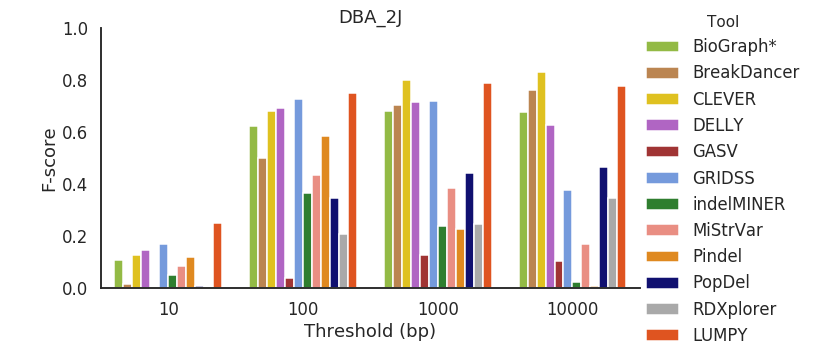 DBA_2J
Tool
1.0
0.8
0.6
0.4
0.2
0.0
F-score
10
100
1000
10000
Threshold (bp)
BioGraph*
BreakDancer
CLEVER
DELLY
GASV
GRIDSS
indelMINER
MiStrVar
Pindel
PopDel
RDXplorer
LUMPY